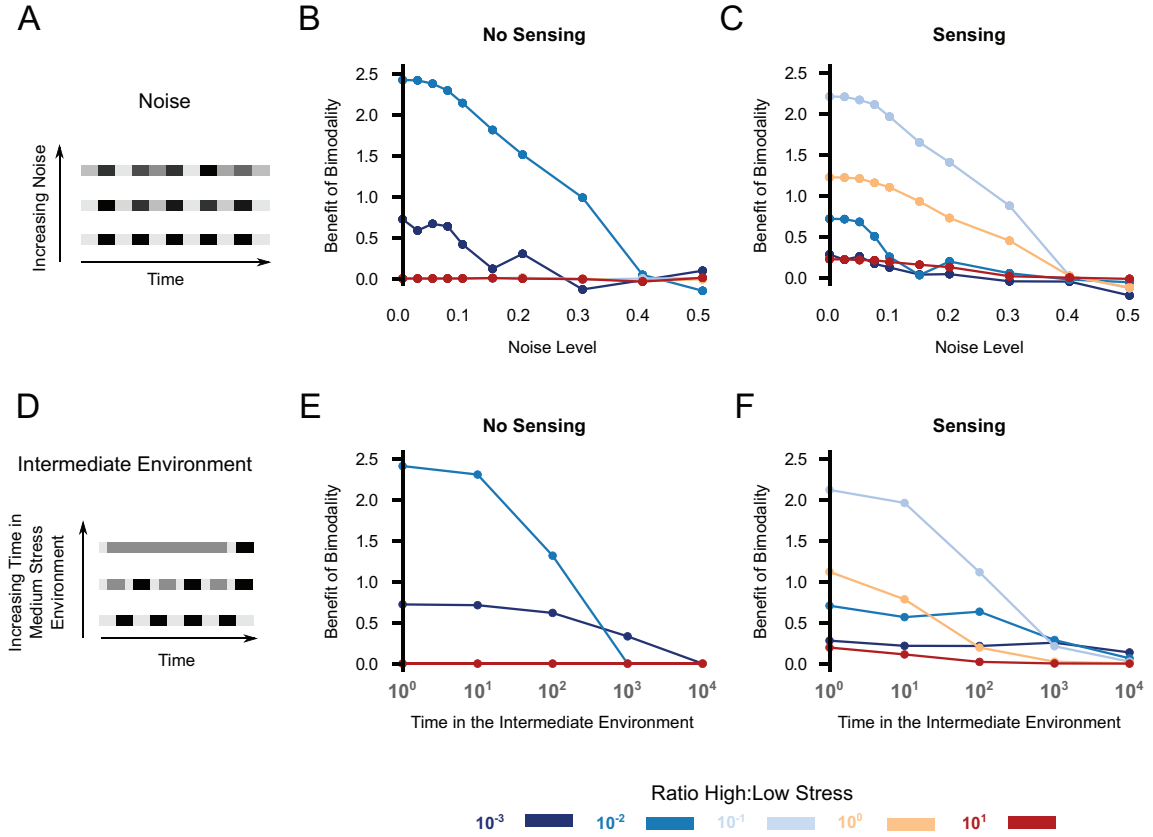 A
Noise
Increasing Noise
Time
B
No Sensing
Benefit of Bimodality
2.5
2.0
1.5
1.0
0.5
0.0
0.0 0.1 0.2 0.3 0.4 0.5
Noise Level
C
Sensing
Benefit of Bimodality
2.5
2.0
1.5
1.0
0.5
0.0
0.0 0.1 0.2 0.3 0.4 0.5
Noise Level
D
Intermediate Environment
Increasing Time in
Medium Stress
Environment
Time
E
No Sensing
Benefit of Bimodality
2.5
2.0
1.5
1.0
0.5
0.0
10⁰ 10¹ 10² 10³ 10⁴
Time in the Intermediate Environment
F
Sensing
Benefit of Bimodality
2.5
2.0
1.5
1.0
0.5
0.0
10⁰ 10¹ 10² 10³ 10⁴
Time in the Intermediate Environment
Ratio High:Low Stress
10⁻³ 10⁻² 10⁻¹ 10⁰ 10¹